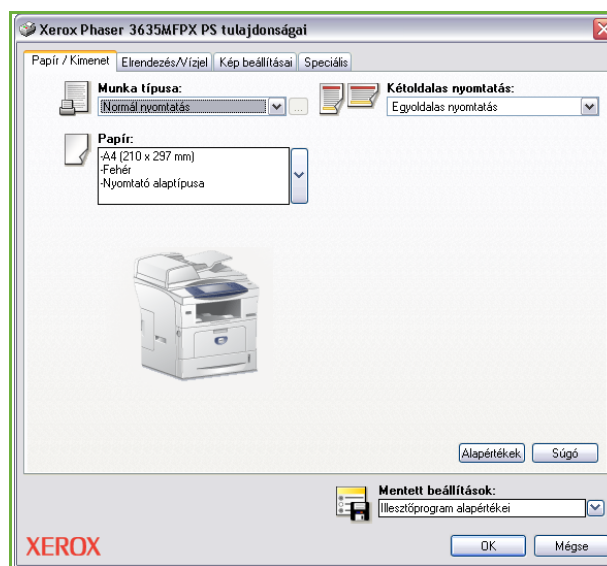 Xerox Phaser 3635MFPX PS tulajdonságai
Papír / Kimenet Elrendezés/Vízjel Kép beállításai Speciális
Munka típusa:
Normál nyomtatás
...
Kétoldalas nyomtatás:
Egyoldalas nyomtatás
Papír:
-A4 (210 x 297 mm)
-Fehér
-Nyomtató alaptípusa
Alapértékek Súgó
Mentett beállítások:
Illesztőprogram alapértékei
XEROX
OK Mégse